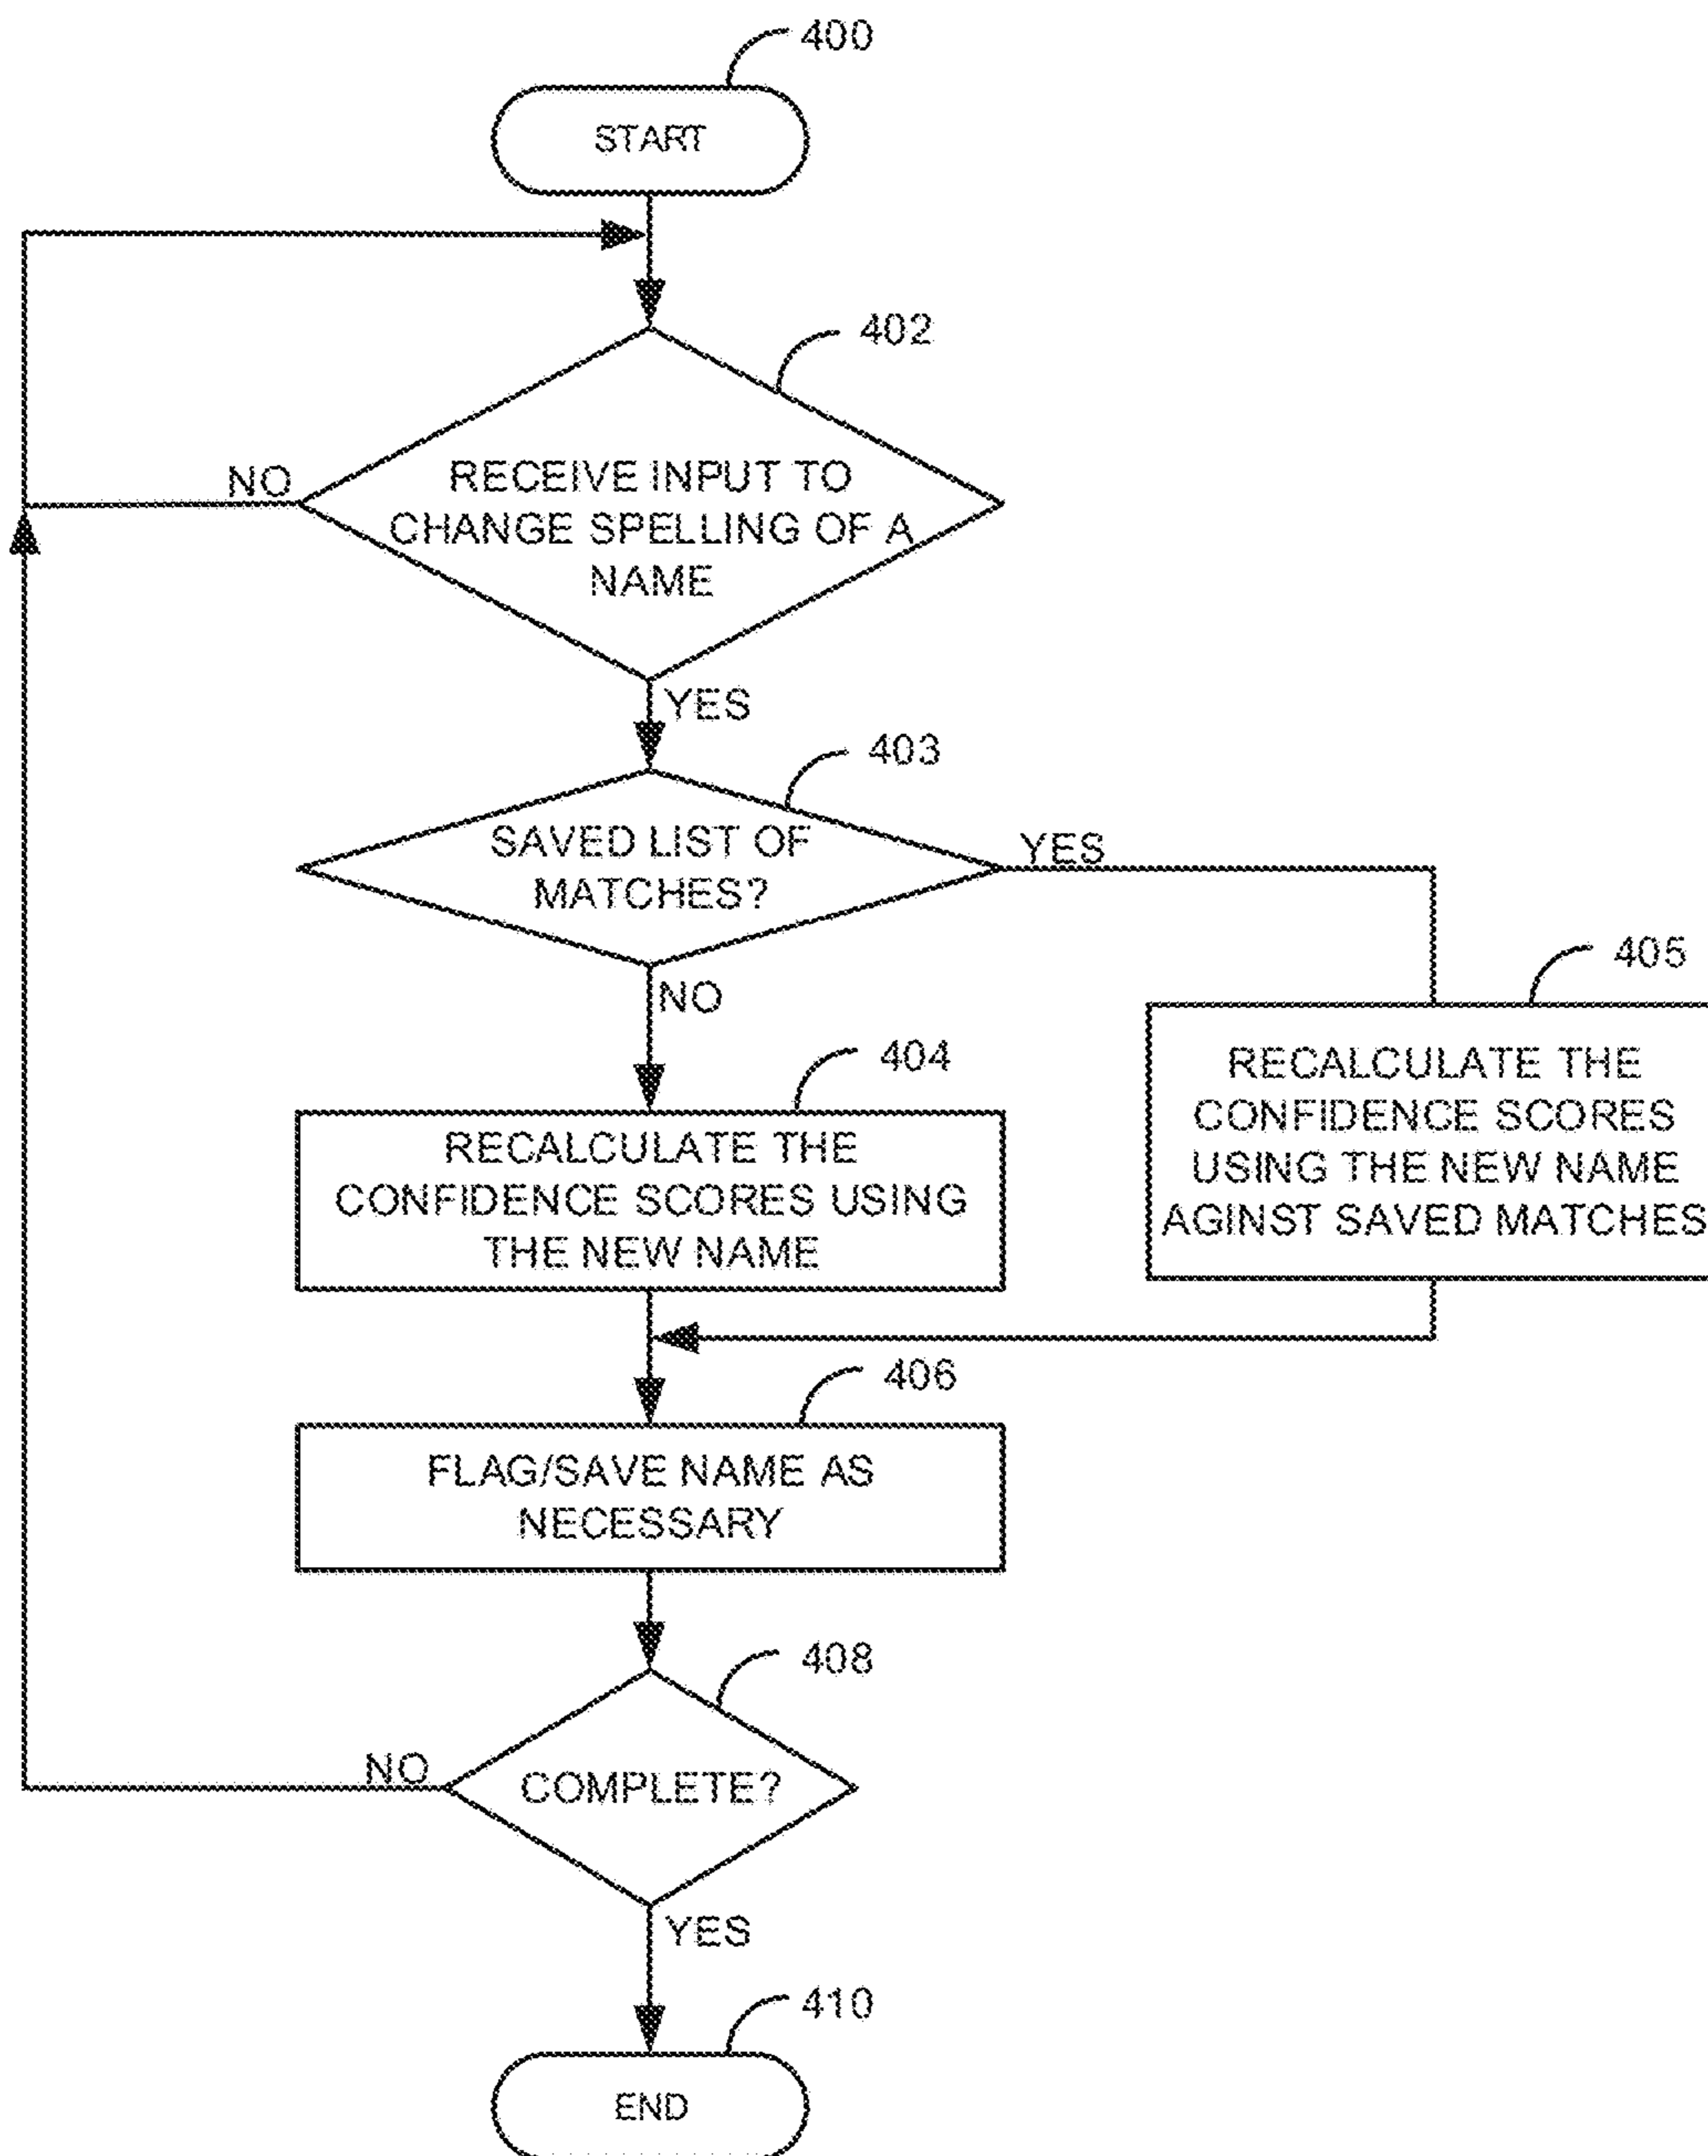 400
START
402
NO
RECEIVE INPUT TO
CHANGE SPELLING OF A
NAME
YES
403
SAVED LIST OF
MATCHES?
YES
NO
405
RECALCULATE THE
CONFIDENCE SCORES
USING THE NEW NAME
AGINST SAVED MATCHES
404
RECALCULATE THE
CONFIDENCE SCORES USING
THE NEW NAME
406
FLAG/SAVE NAME AS
NECESSARY
408
NO
COMPLETE?
YES
410
END